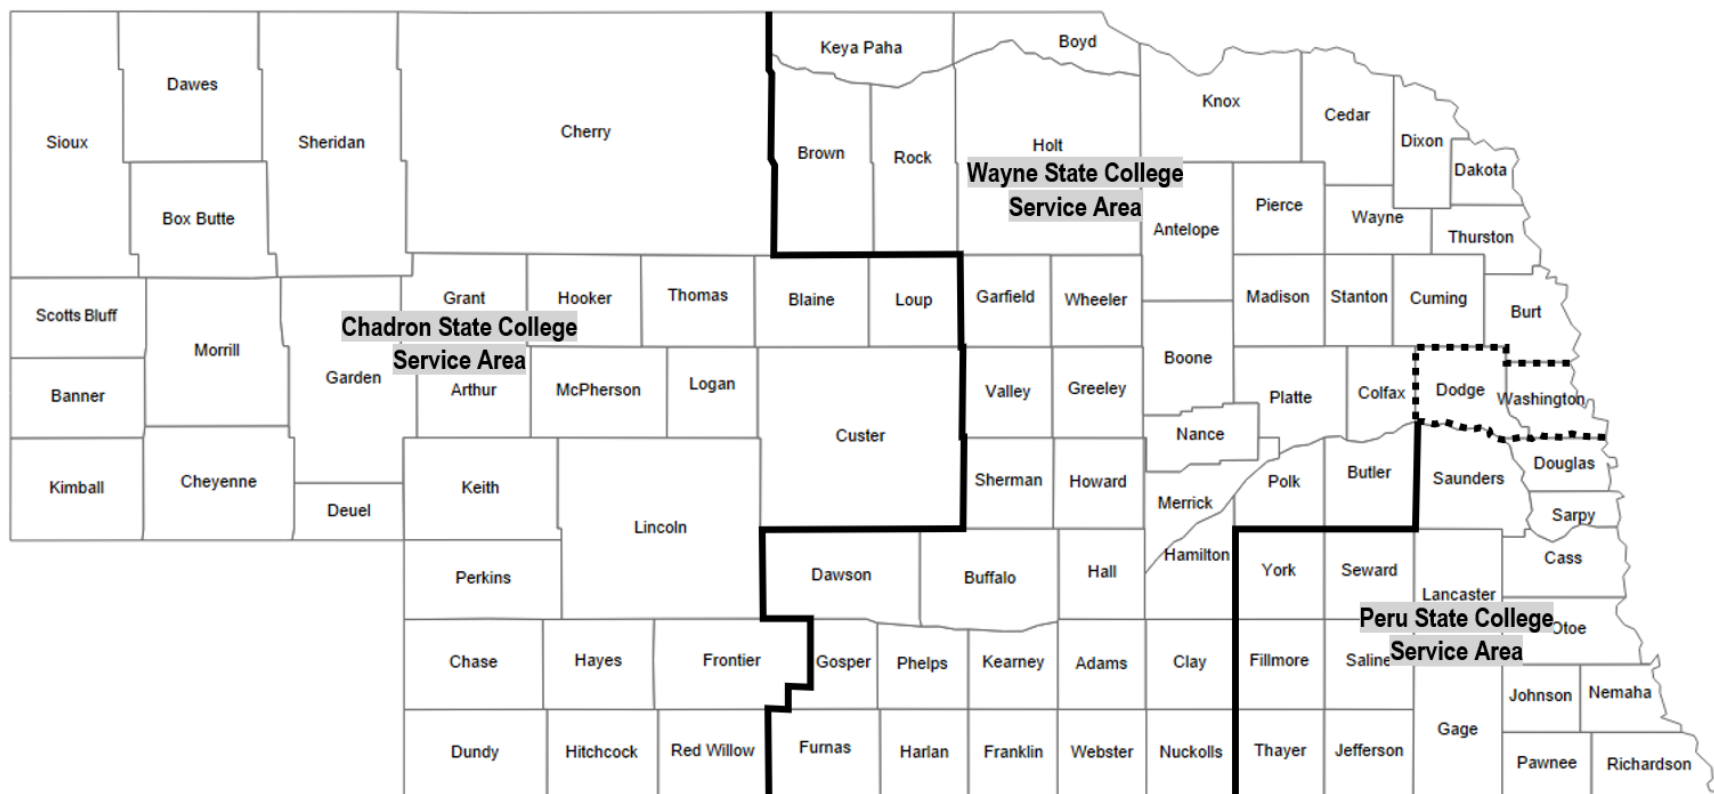 Keya Paha
Boyd
Dawes
Knox
Cedar
Sioux
Sheridan
Cherry
Brown
Rock
Holt
Dixon
Dakota
Wayne State College
Service Area
Box Butte
Antelope
Pierce
Wayne
Thurston
Scotts Bluff
Grant
Hooker
Thomas
Blaine
Loup
Garfield
Wheeler
Madison
Stanton
Cuming
Burt
Chadron State College
Service Area
Morrill
Garden
Boone
Banner
Arthur
McPherson
Logan
Valley
Greeley
Platte
Colfax
Dodge
Washington
Custer
Nance
Kimball
Cheyenne
Deuel
Keith
Lincoln
Sherman
Howard
Merrick
Polk
Butler
Saunders
Douglas
Sarpy
Perkins
Dawson
Buffalo
Hall
Hamilton
York
Seward
Lancaster
Cass
Peru State College
Service Area
Otoe
Chase
Hayes
Frontier
Gosper
Phelps
Kearney
Adams
Clay
Fillmore
Saline
Johnson
Nemaha
Dundy
Hitchcock
Red Willow
Furnas
Harlan
Franklin
Webster
Nuckolls
Thayer
Jefferson
Gage
Pawnee
Richardson